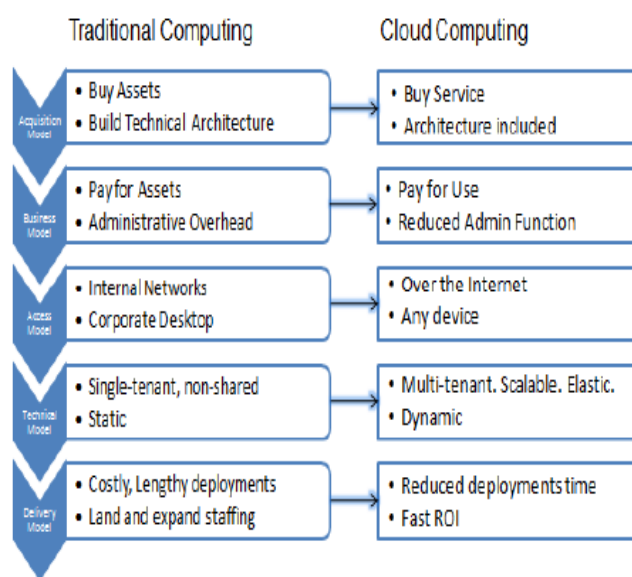 Traditional Computing
Cloud Computing
Acquisition
Model
• Buy Assets
• Build Technical Architecture
• Buy Service
• Architecture included
Business
Model
• Pay for Assets
• Administrative Overhead
• Pay for Use
• Reduced Admin Function
Access
Model
• Internal Networks
• Corporate Desktop
• Over the Internet
• Any device
Technical
Model
• Single-tenant, non-shared
• Static
• Multi-tenant. Scalable. Elastic.
• Dynamic
Delivery
Model
• Costly, Lengthy deployments
• Land and expand staffing
• Reduced deployments time
• Fast ROI